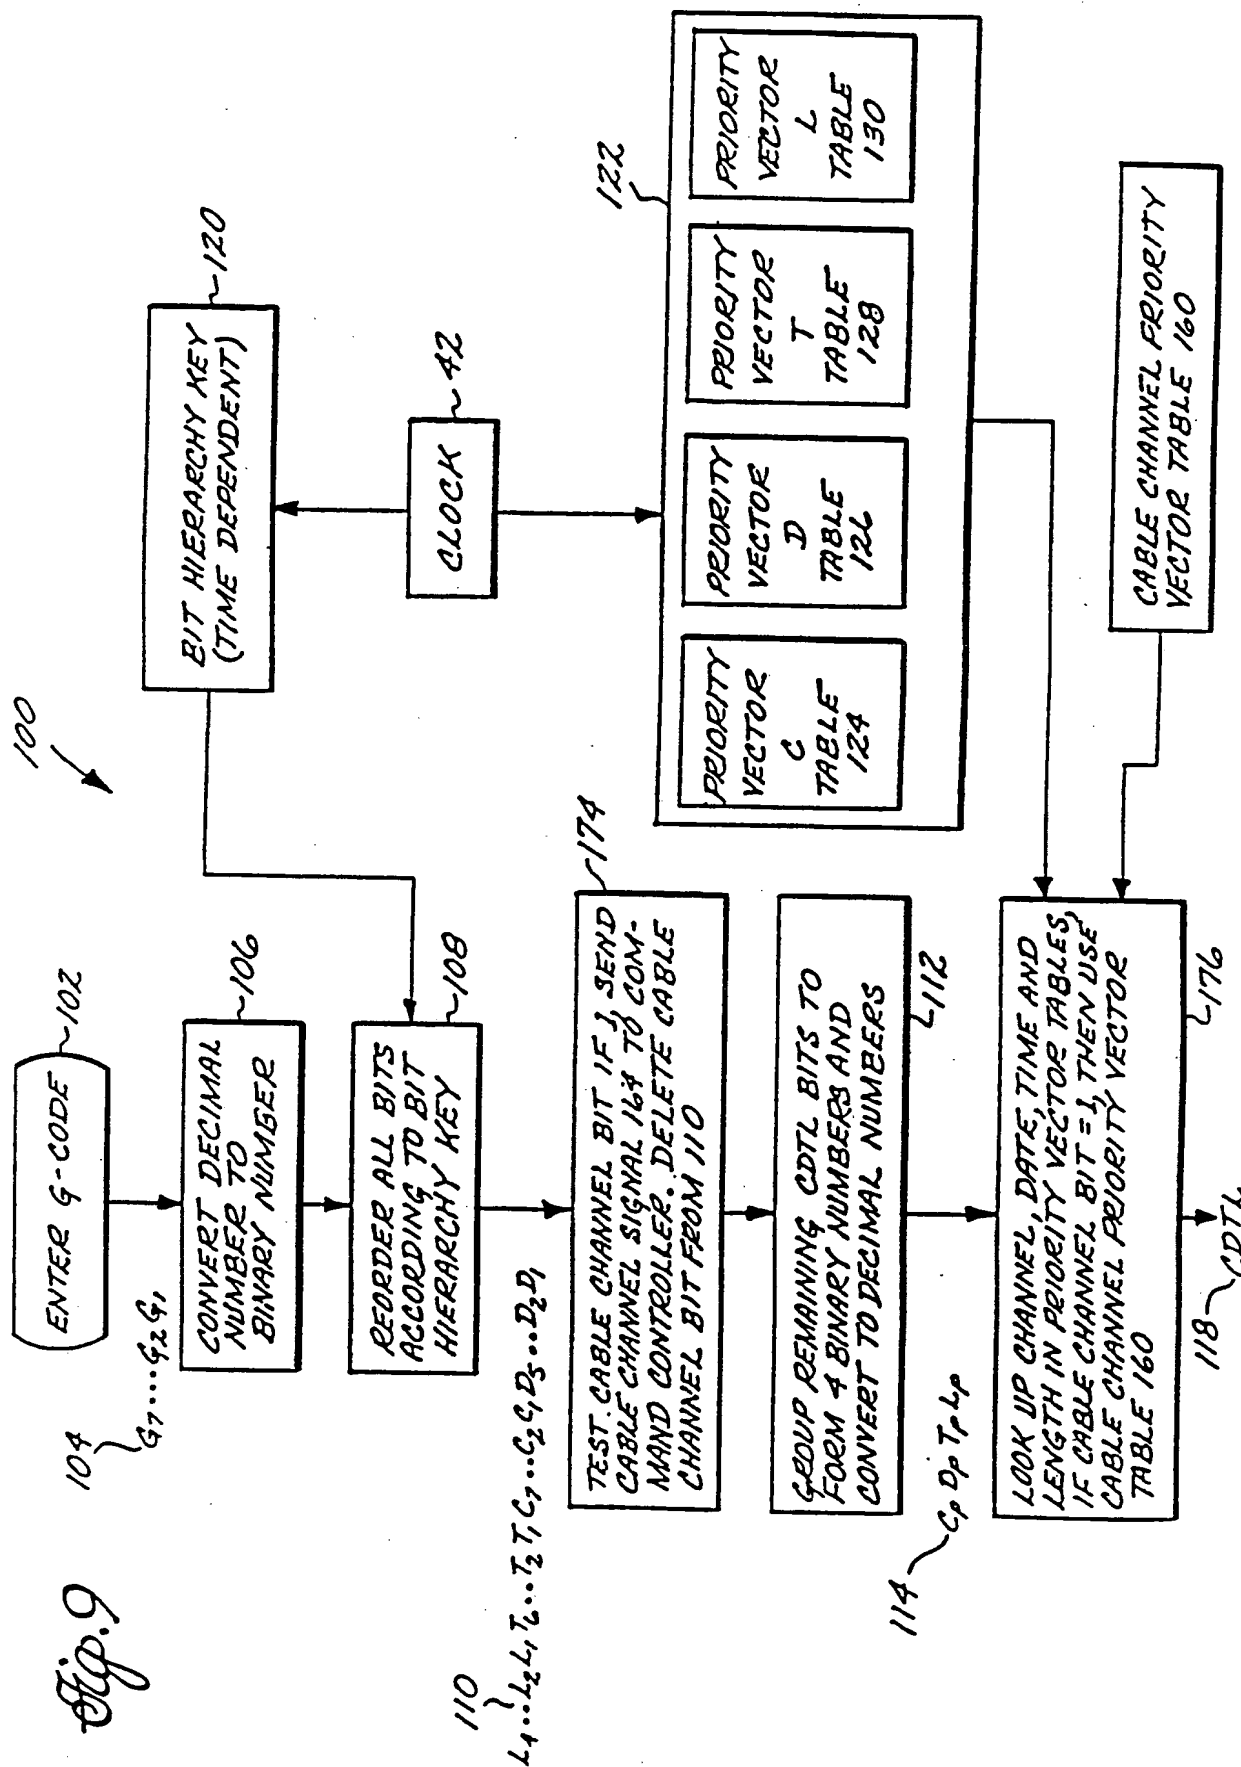 Fig. 9
100
ENTER G-CODE
102
104
G7...G2G1
CONVERT DECIMAL
NUMBER TO
BINARY NUMBER
106
REORDER ALL BITS
ACCORDING TO BIT
HIERARCHY KEY
108
BIT HIERARCHY KEY
(TIME DEPENDENT)
120
CLOCK
42
110
L4...L2L1T6...T2T1C7...C2C1D5...D2D1
TEST CABLE CHANNEL BIT IF 1, SEND
CABLE CHANNEL SIGNAL 164 TO COM-
MAND CONTROLLER. DELETE CABLE
CHANNEL BIT FROM 110
174
GROUP REMAINING CDTL BITS TO
FORM 4 BINARY NUMBERS AND
CONVERT TO DECIMAL NUMBERS
112
122
PRIORITY
VECTOR
C
TABLE
124
PRIORITY
VECTOR
D
TABLE
126
PRIORITY
VECTOR
T
TABLE
128
PRIORITY
VECTOR
L
TABLE
130
114
Cp Dp Tp Lp
LOOK UP CHANNEL, DATE, TIME AND
LENGTH IN PRIORITY VECTOR TABLES,
IF CABLE CHANNEL BIT = 1, THEN USE
CABLE CHANNEL PRIORITY VECTOR
TABLE 160
176
CABLE CHANNEL PRIORITY
VECTOR TABLE 160
118
CDTL